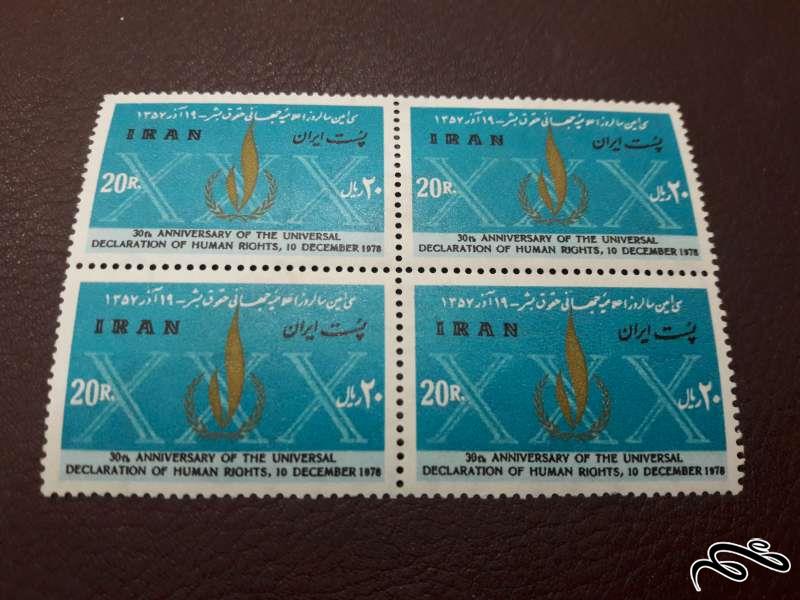 سی امین سالروز اعلامیه جهانی حقوق بشر - ۱۹ آذر ۱۳۵۷
IRAN پست ایران
XXX
20R. ۲۰ ریال
30th ANNIVERSARY OF THE UNIVERSAL
DECLARATION OF HUMAN RIGHTS, 10 DECEMBER 1978
سی امین سالروز اعلامیه جهانی حقوق بشر - ۱۹ آذر ۱۳۵۷
IRAN پست ایران
XXX
20R. ۲۰ ریال
30th ANNIVERSARY OF THE UNIVERSAL
DECLARATION OF HUMAN RIGHTS, 10 DECEMBER 1978
سی امین سالروز اعلامیه جهانی حقوق بشر - ۱۹ آذر ۱۳۵۷
IRAN پست ایران
XXX
20R. ۲۰ ریال
30th ANNIVERSARY OF THE UNIVERSAL
DECLARATION OF HUMAN RIGHTS, 10 DECEMBER 1978
سی امین سالروز اعلامیه جهانی حقوق بشر - ۱۹ آذر ۱۳۵۷
IRAN پست ایران
XXX
20R. ۲۰ ریال
30th ANNIVERSARY OF THE UNIVERSAL
DECLARATION OF HUMAN RIGHTS, 10 DECEMBER 1978